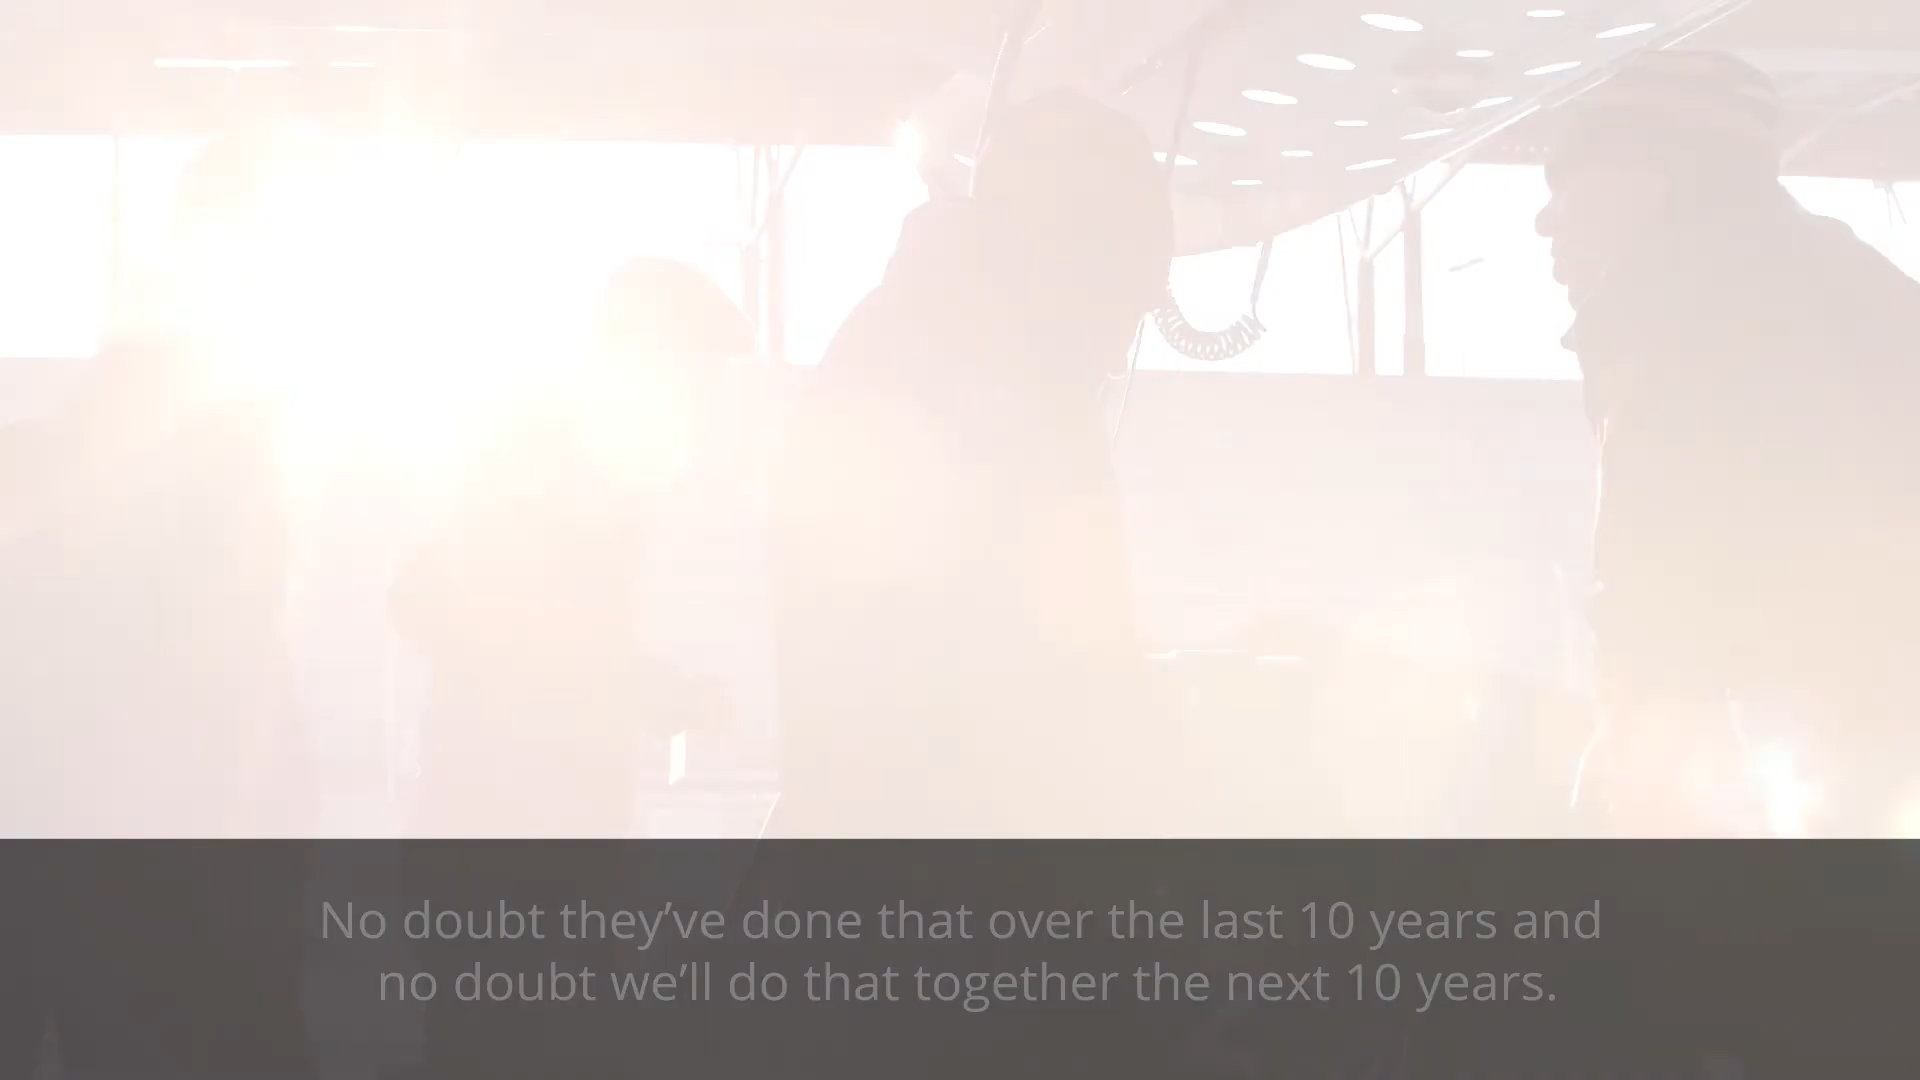 No doubt they’ve done that over the last 10 years and
no doubt we’ll do that together the next 10 years.